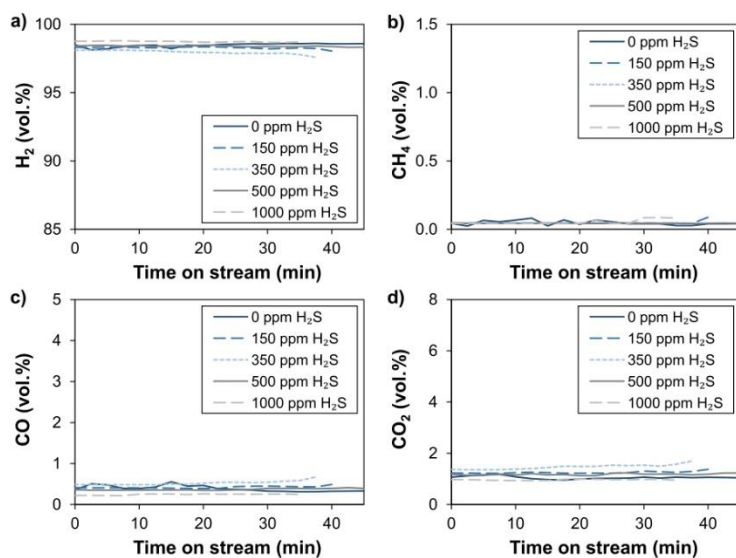 a)
H₂ (vol.%)
100
95
90
85
0 ppm H₂S
150 ppm H₂S
350 ppm H₂S
500 ppm H₂S
1000 ppm H₂S
0 10 20 30 40
Time on stream (min)
b)
CH₄ (vol.%)
1.5
1.0
0.5
0.0
0 ppm H₂S
150 ppm H₂S
350 ppm H₂S
500 ppm H₂S
1000 ppm H₂S
0 10 20 30 40
Time on stream (min)
c)
CO (vol.%)
5
4
3
2
1
0
0 ppm H₂S
150 ppm H₂S
350 ppm H₂S
500 ppm H₂S
1000 ppm H₂S
0 10 20 30 40
Time on stream (min)
d)
CO₂ (vol.%)
8
6
4
2
0
0 ppm H₂S
150 ppm H₂S
350 ppm H₂S
500 ppm H₂S
1000 ppm H₂S
0 10 20 30 40
Time on stream (min)